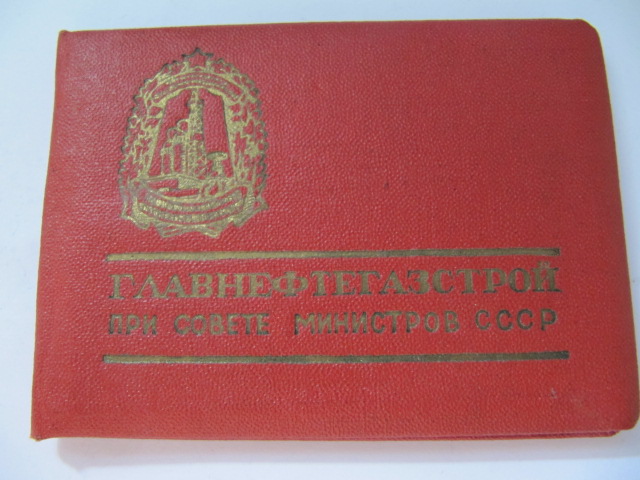 ГЛАВНЕФТЕГАЗСТРОЙ
ПРИ СОВЕТЕ МИНИСТРОВ СССР